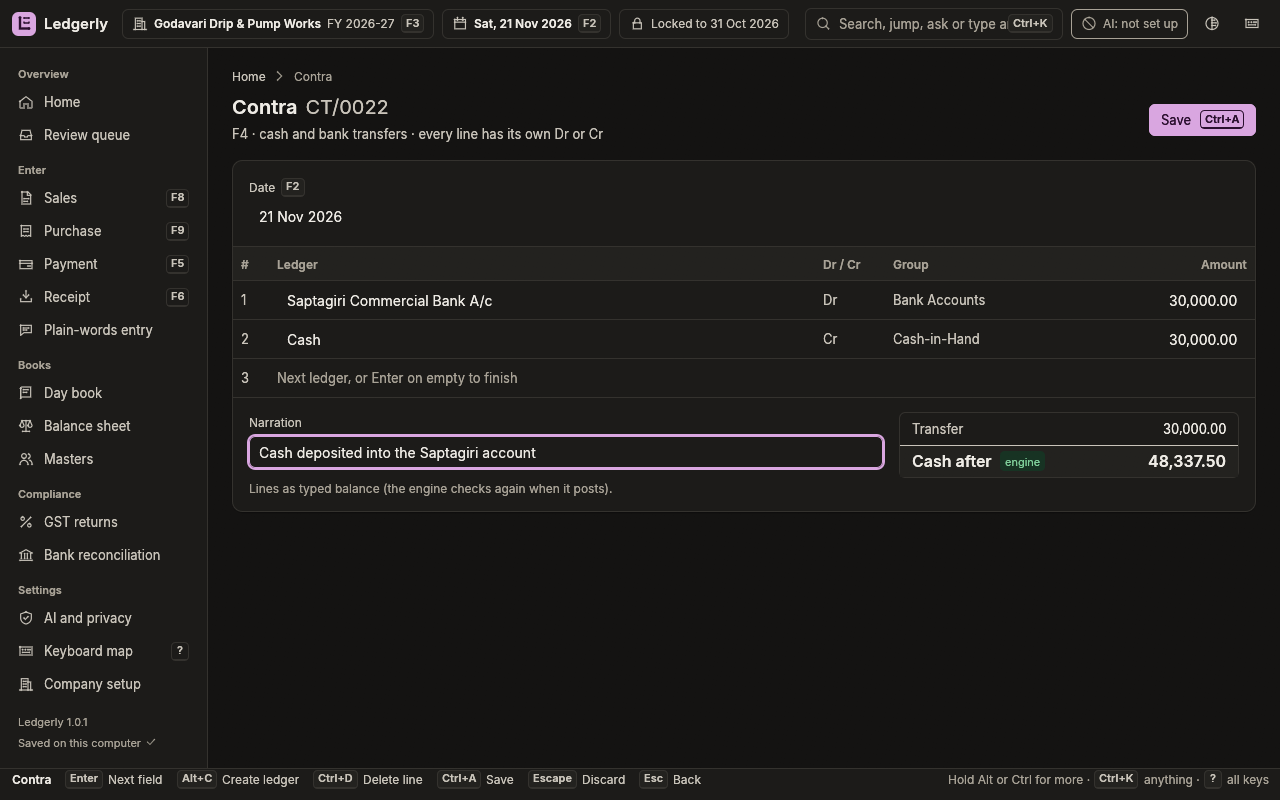 Ledgerly
Godavari Drip & Pump Works FY 2026-27 F3
Sat, 21 Nov 2026 F2
Locked to 31 Oct 2026
Search, jump, ask or type a Ctrl+K
AI: not set up
Overview
Home
Review queue
Enter
Sales F8
Purchase F9
Payment F5
Receipt F6
Plain-words entry
Books
Day book
Balance sheet
Masters
Compliance
GST returns
Bank reconciliation
Settings
AI and privacy
Keyboard map ?
Company setup
Ledgerly 1.0.1
Saved on this computer
Home Contra
Contra CT/0022
F4 · cash and bank transfers · every line has its own Dr or Cr
Save Ctrl+A
Date F2
21 Nov 2026
# Ledger Dr / Cr Group Amount
1 Saptagiri Commercial Bank A/c Dr Bank Accounts 30,000.00
2 Cash Cr Cash-in-Hand 30,000.00
3 Next ledger, or Enter on empty to finish
Narration
Cash deposited into the Saptagiri account
Lines as typed balance (the engine checks again when it posts).
Transfer 30,000.00
Cash after engine 48,337.50
Contra Enter Next field Alt+C Create ledger Ctrl+D Delete line Ctrl+A Save Escape Discard Esc Back
Hold Alt or Ctrl for more · Ctrl+K anything · ? all keys